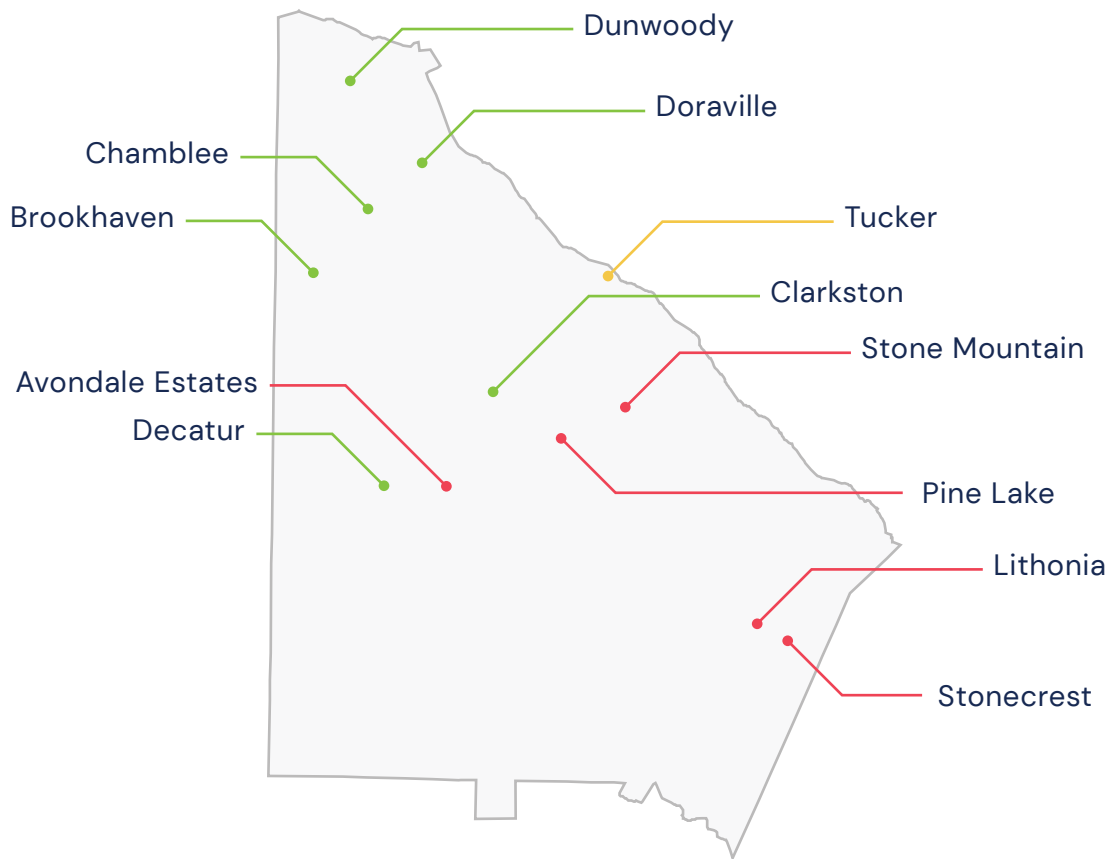 Dunwoody
Doraville
Chamblee
Brookhaven
Tucker
Clarkston
Stone Mountain
Avondale Estates
Decatur
Pine Lake
Lithonia
Stonecrest